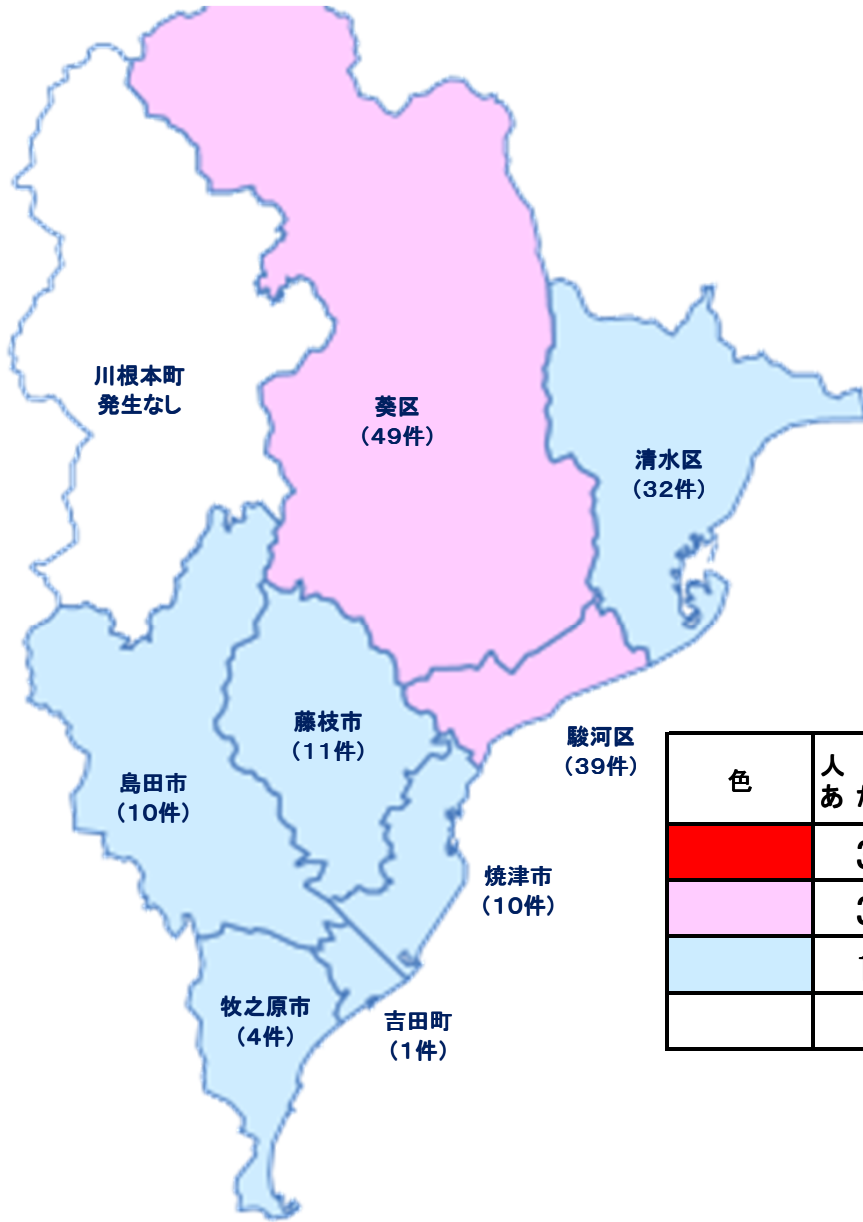 川根本町
発生なし
葵区
（49件）
清水区
（32件）
藤枝市
（11件）
駿河区
（39件）
島田市
（10件）
焼津市
（10件）
牧之原市
（4件）
吉田町
（1件）
色
人
あ